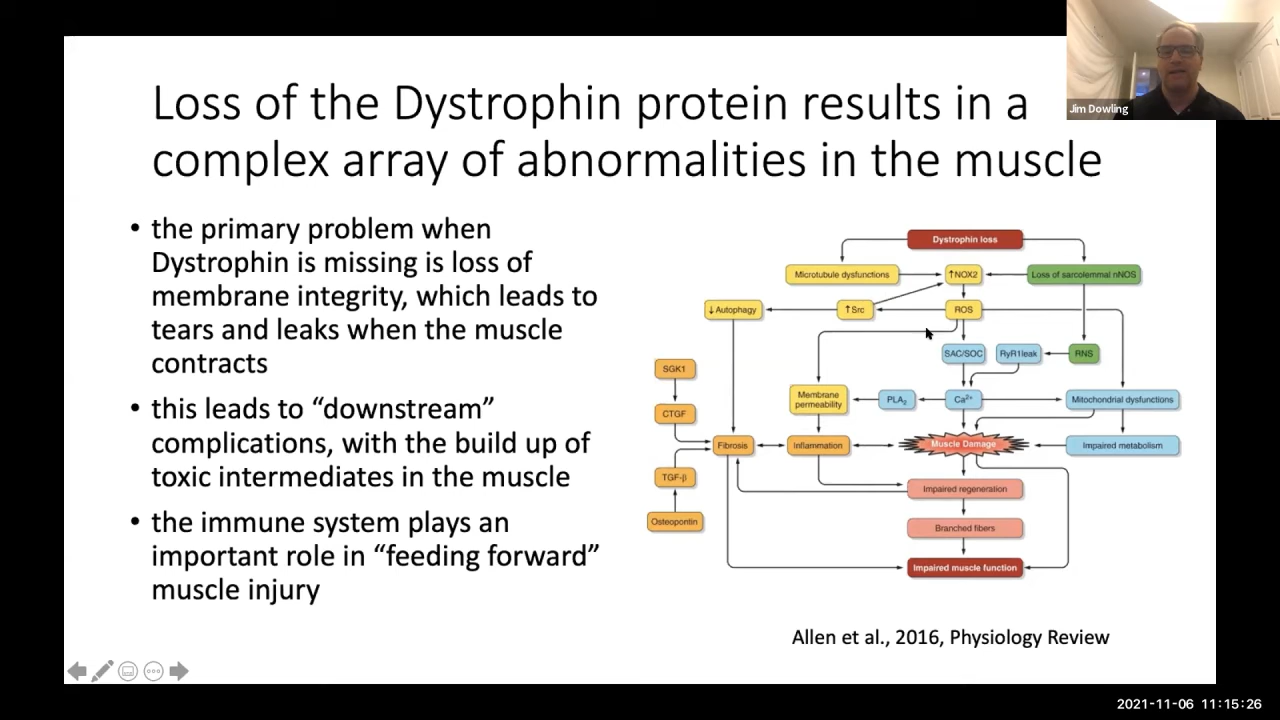 Jim Dowling
Loss of the Dystrophin protein results in a
complex array of abnormalities in the muscle
• the primary problem when
Dystrophin is missing is loss of
membrane integrity, which leads to
tears and leaks when the muscle
contracts
• this leads to “downstream”
complications, with the build up of
toxic intermediates in the muscle
• the immune system plays an
important role in “feeding forward”
muscle injury
Dystrophin loss
Microtubule dysfunctions
↑NOX2
Loss of sarcolemmal nNOS
↓ Autophagy
↑Src
ROS
SAC/SOC
RyR1leak
RNS
SGK1
Membrane
permeability
PLA₂
Ca²⁺
Mitochondrial dysfunctions
CTGF
Fibrosis
Inflammation
Muscle Damage
Impaired metabolism
TGF-β
Impaired regeneration
Osteopontin
Branched fibers
Impaired muscle function
Allen et al., 2016, Physiology Review
2021-11-06 11:15:26